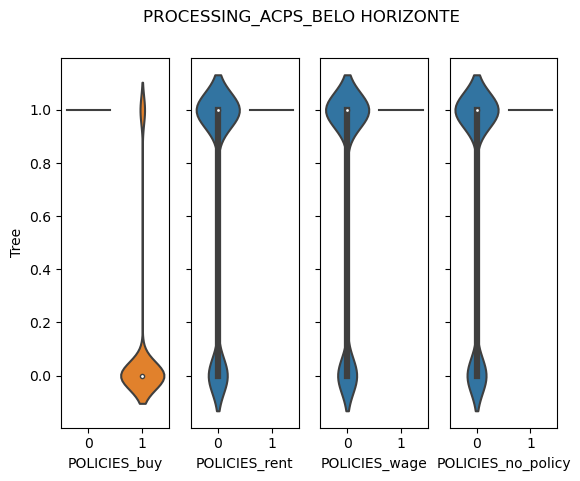 PROCESSING_ACPS_BELO HORIZONTE
Tree
1.0
0.8
0.6
0.4
0.2
0.0
0 1
POLICIES_buy
0 1
POLICIES_rent
0 1
POLICIES_wage
0 1
POLICIES_no_policy